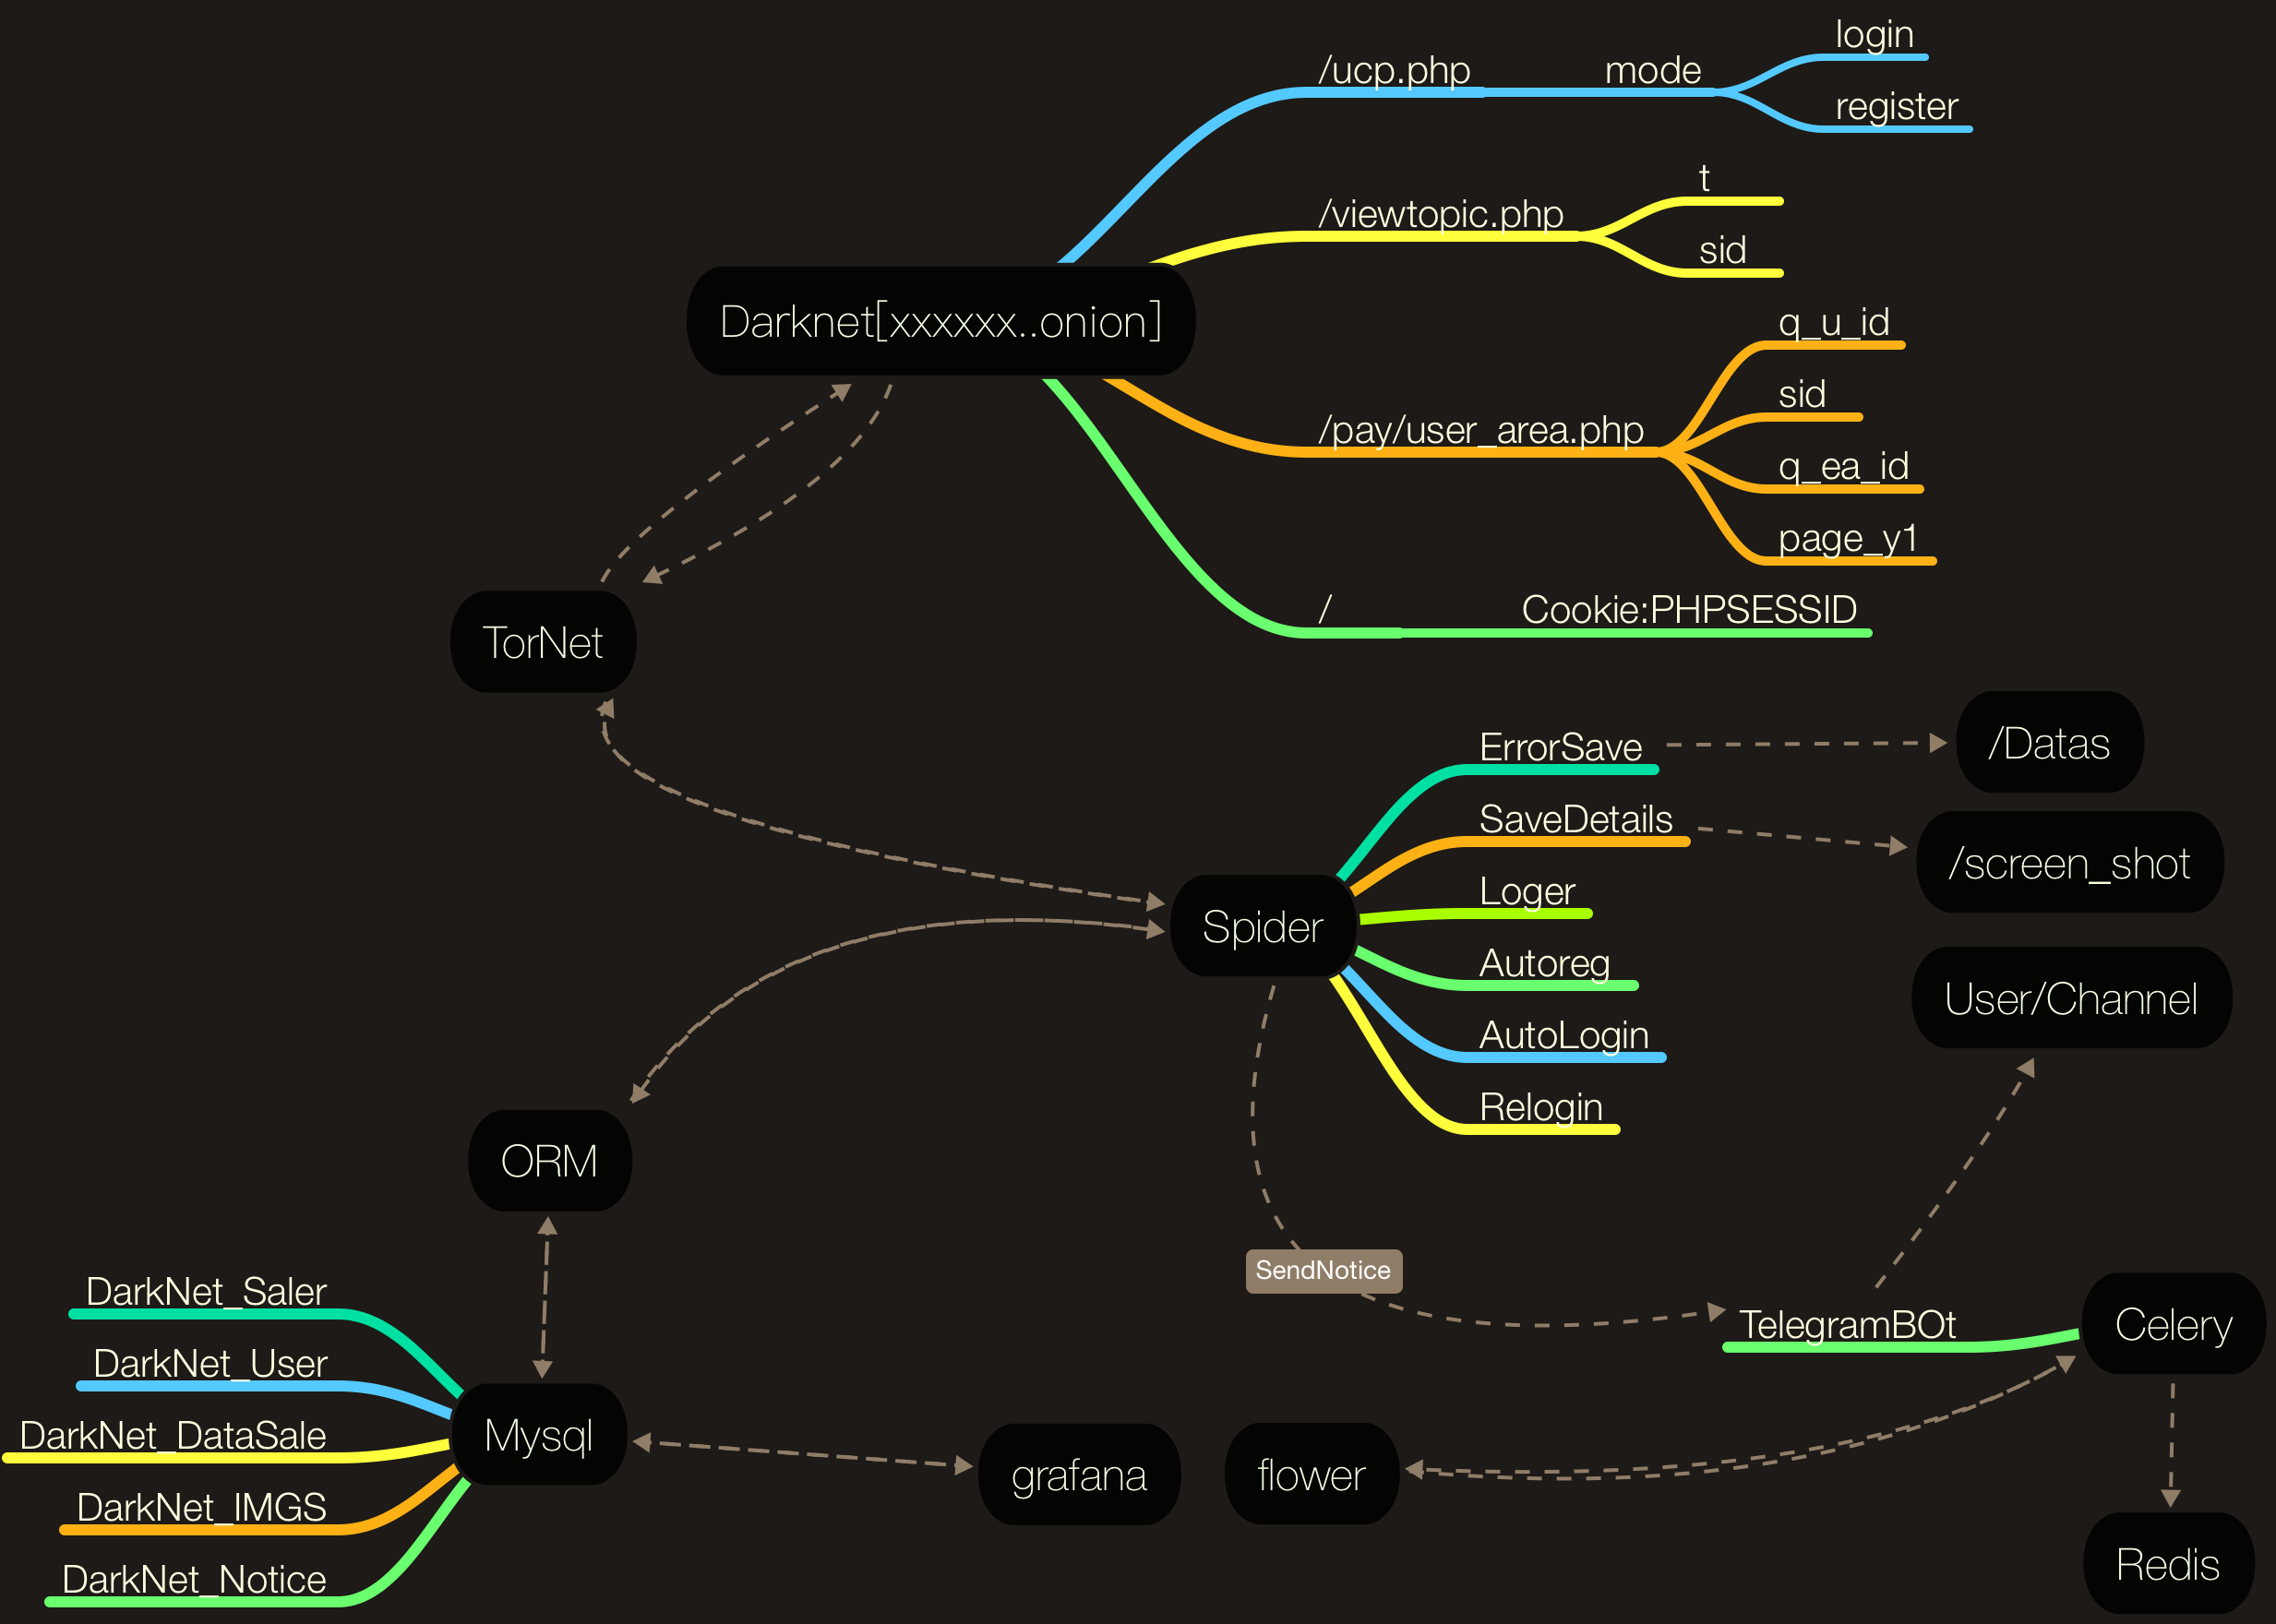 login
/ucp.php
mode
register
t
/viewtopic.php
sid
Darknet[xxxxxx..onion]
q_u_id
sid
/pay/user_area.php
q_ea_id
page_y1
/
Cookie:PHPSESSID
TorNet
ErrorSave
/Datas
SaveDetails
/screen_shot
Loger
Spider
Autoreg
User/Channel
AutoLogin
Relogin
ORM
SendNotice
DarkNet_Saler
TelegramBOt
Celery
DarkNet_User
DarkNet_DataSale
Mysql
grafana
flower
DarkNet_IMGS
DarkNet_Notice
Redis